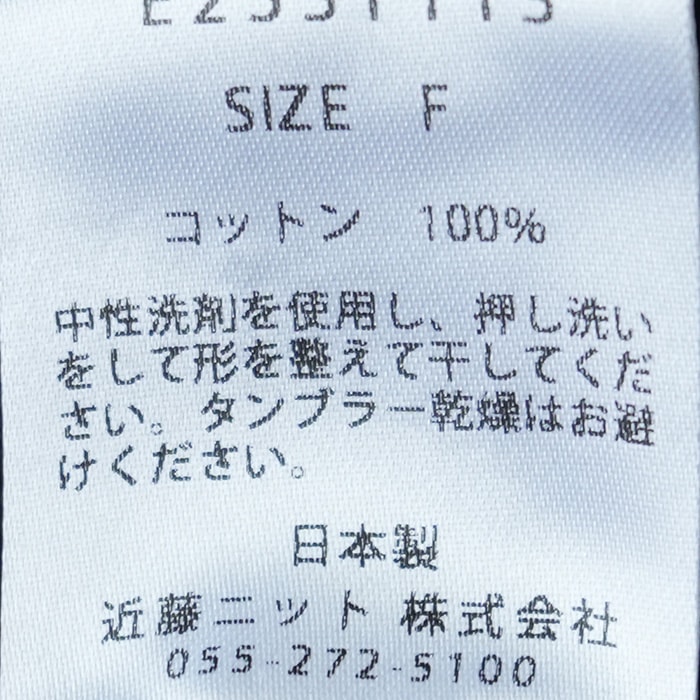 SIZE F
コットン 100%
中性洗剤を使用し、押し洗い
をして形を整えて干してくだ
さい。タンブラー乾燥はお避
けください。
日本製
近藤ニット 株式会社
055-272-5100